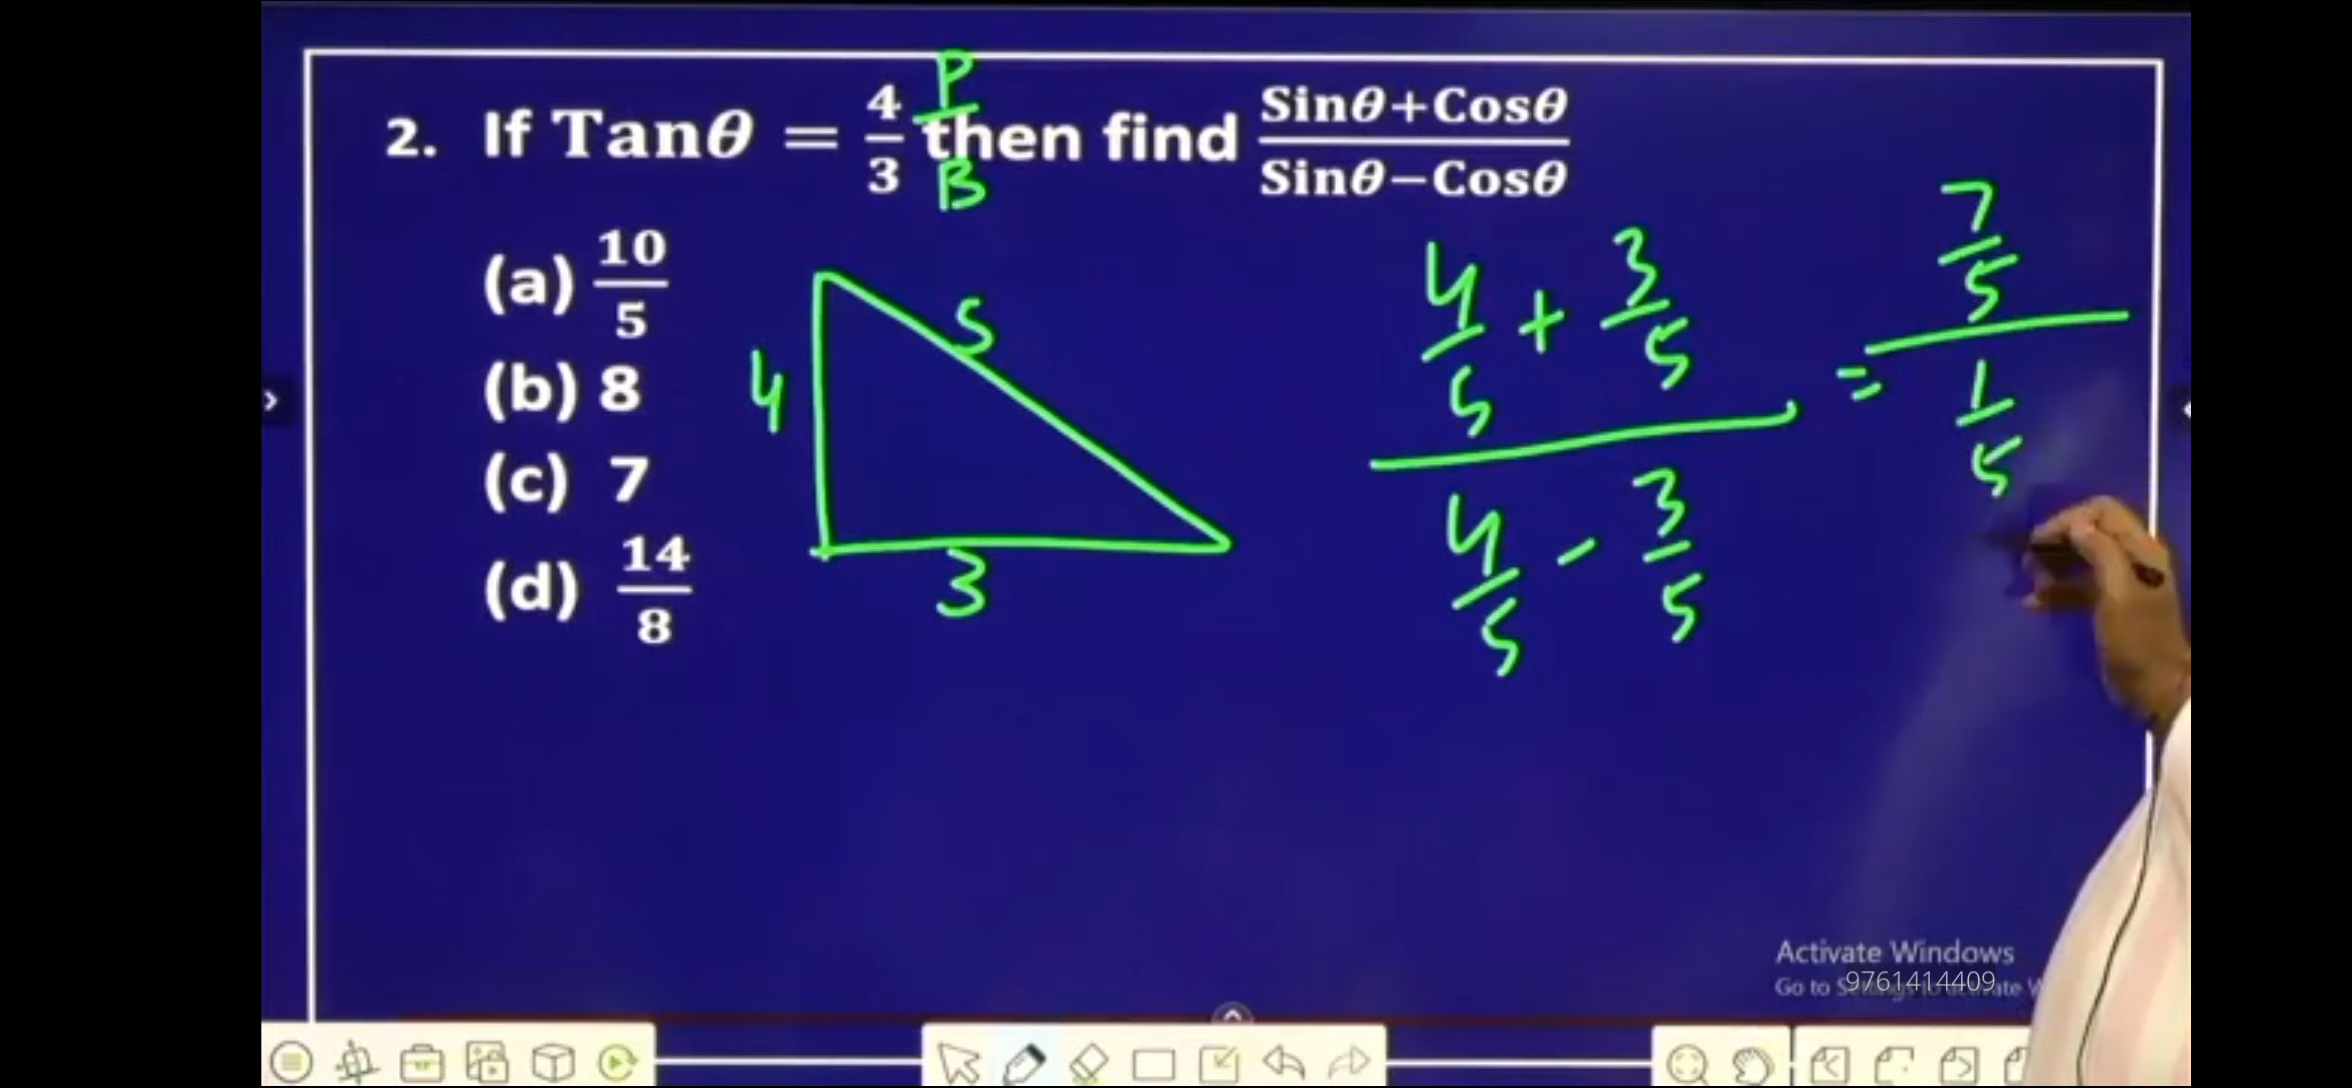 2. If Tanθ = 4/3 P/B then find (Sinθ+Cosθ)/(Sinθ−Cosθ)
(a) 10/5
(b) 8
(c) 7
(d) 14/8
4
5
3
(4/5 + 3/5)/(4/5 - 3/5) = (7/5)/(1/5)
Activate Windows
Go to
9761414409